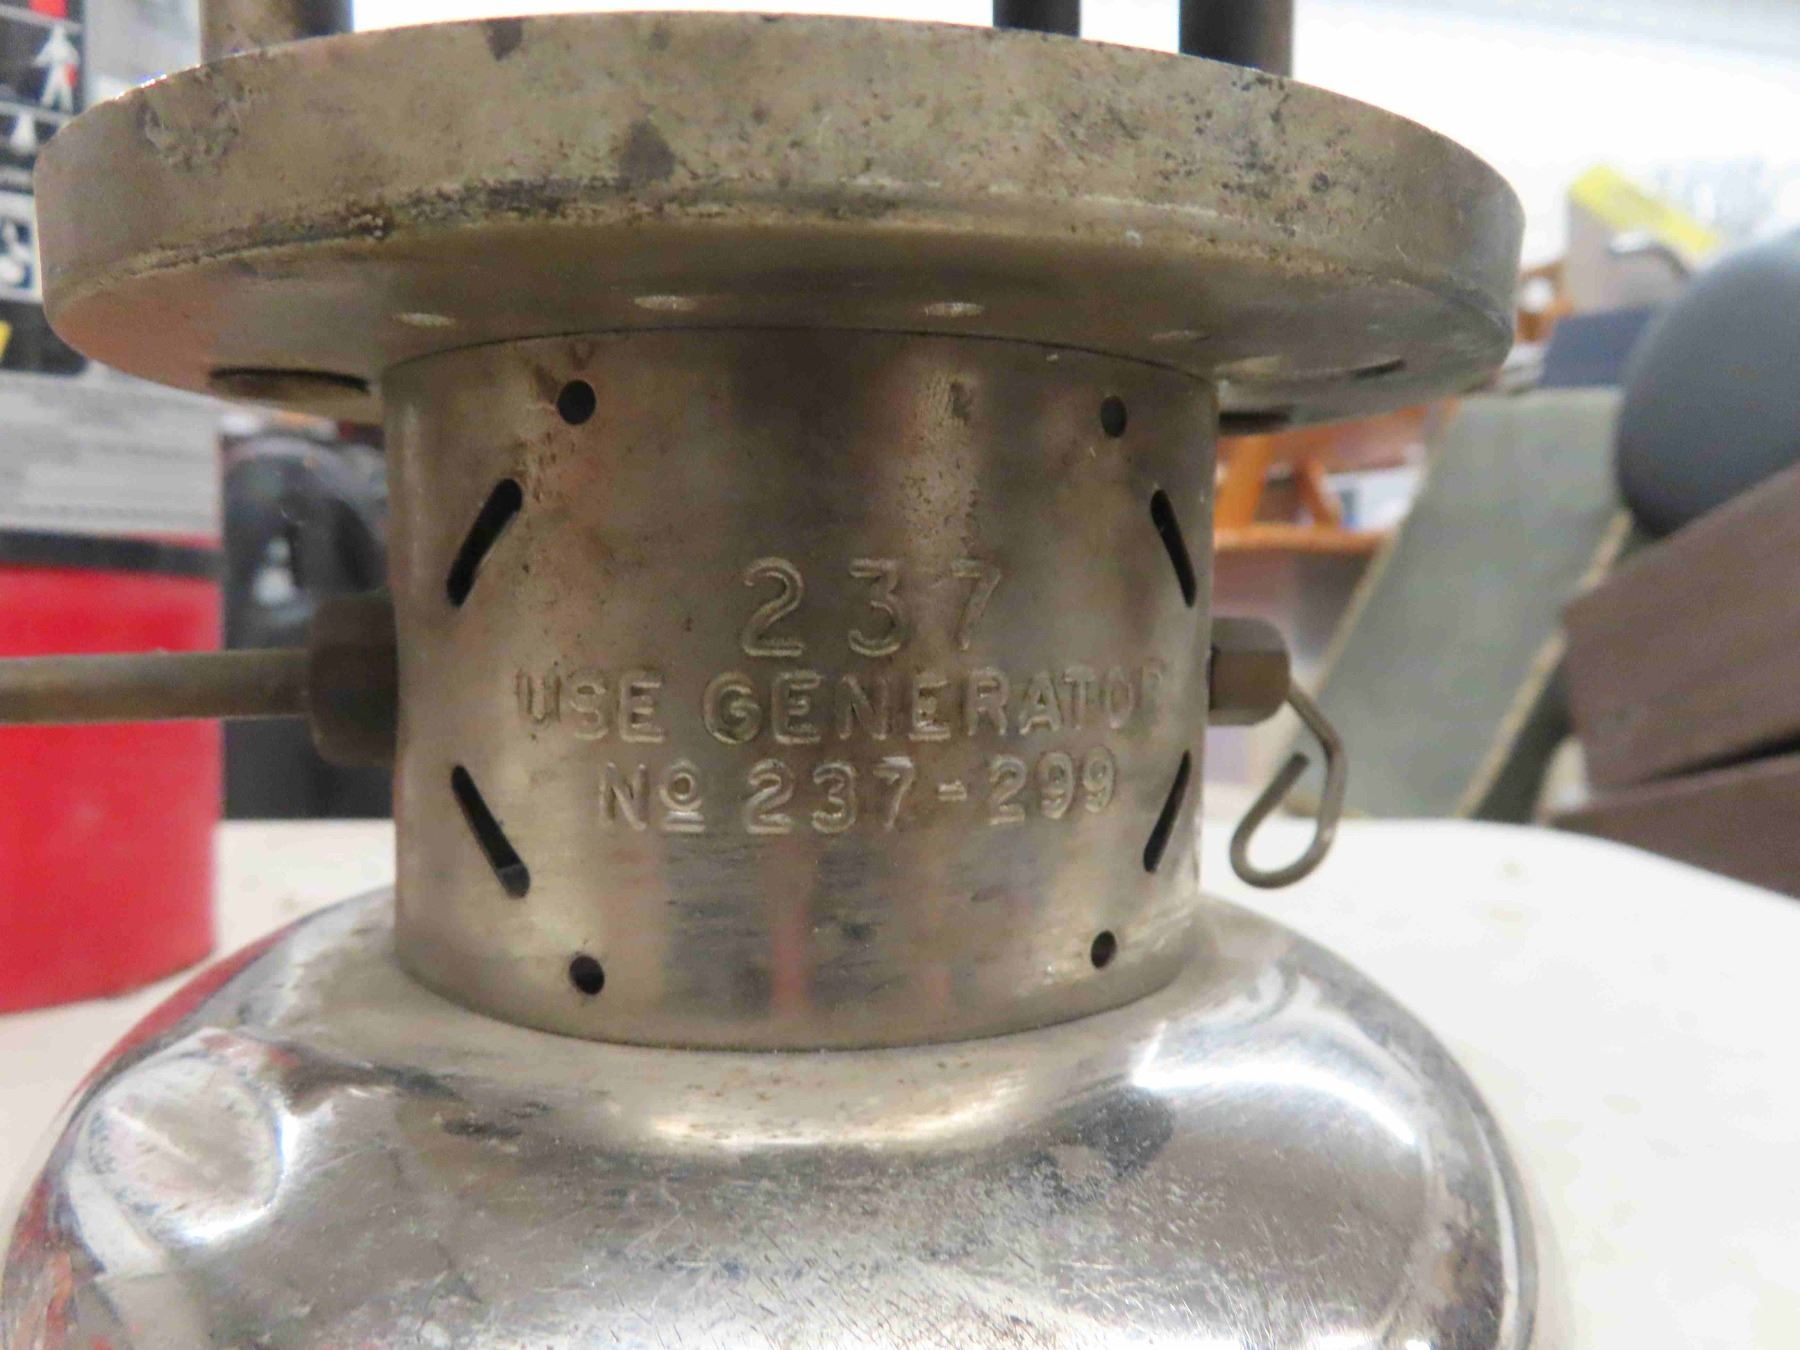 237
USE GENERATOR
Nº 237-299